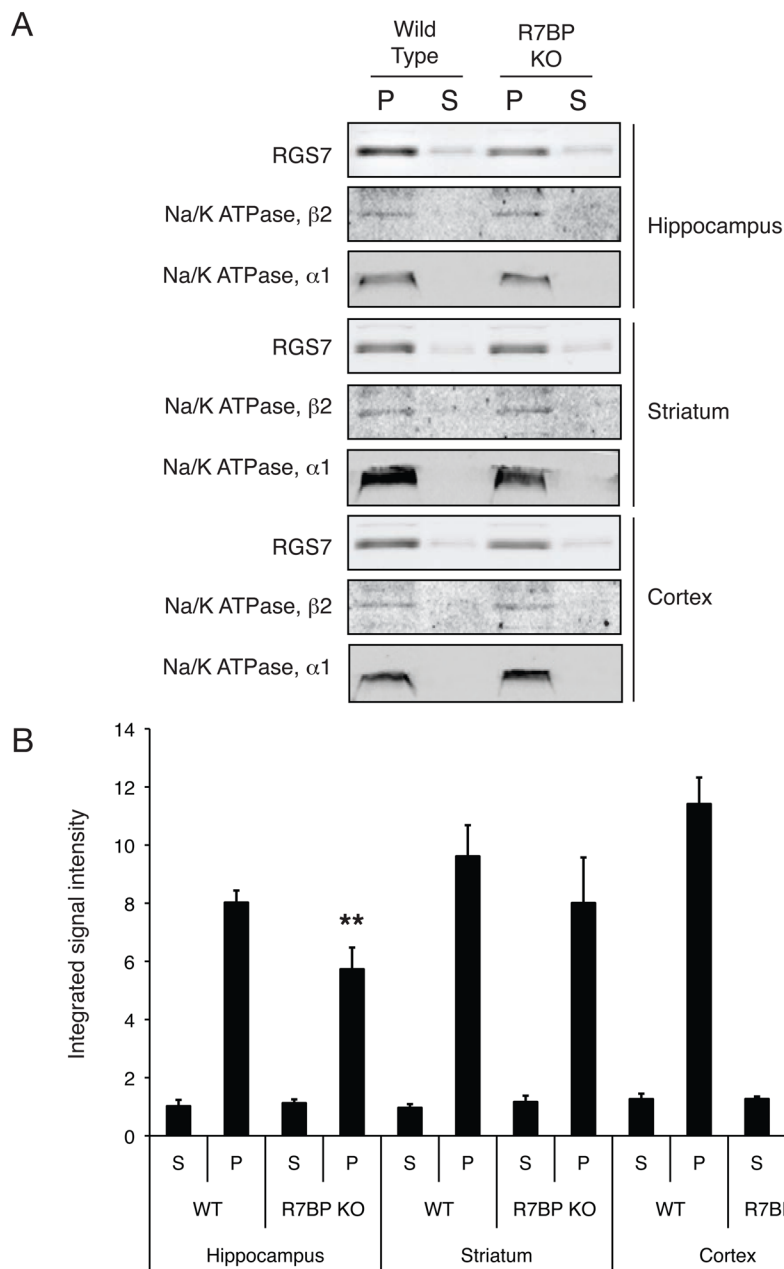 A
Wild
Type
R7BP
KO
P S P S
RGS7
Na/K ATPase, β2
Na/K ATPase, α1
Hippocampus
RGS7
Na/K ATPase, β2
Na/K ATPase, α1
Striatum
RGS7
Na/K ATPase, β2
Na/K ATPase, α1
Cortex
B
Integrated signal intensity
14
12
10
8
6
4
2
0
**
S P S P S P S P S P S
WT R7BP KO WT R7BP KO WT
Hippocampus Striatum Cortex